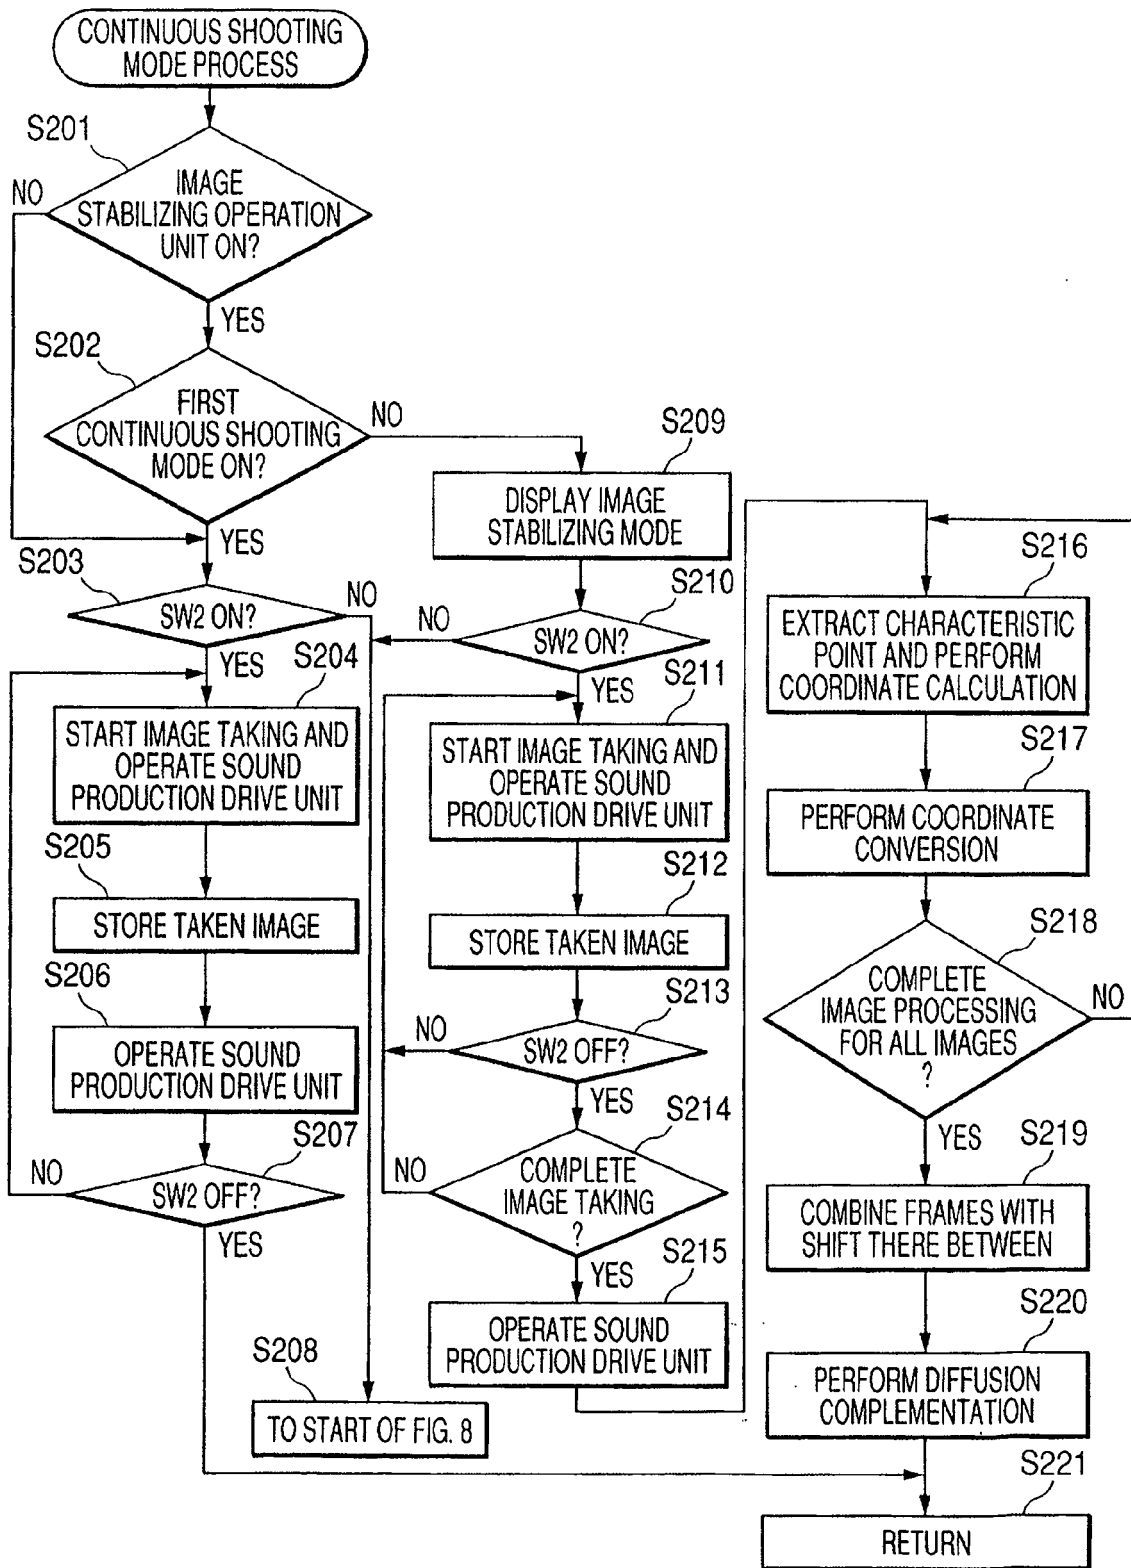 CONTINUOUS SHOOTING
MODE PROCESS
S201
IMAGE
STABILIZING OPERATION
UNIT ON?
NO
YES
S202
FIRST
CONTINUOUS SHOOTING
MODE ON?
NO
YES
S203
SW2 ON?
NO
YES
S204
START IMAGE TAKING AND
OPERATE SOUND
PRODUCTION DRIVE UNIT
S205
STORE TAKEN IMAGE
S206
OPERATE SOUND
PRODUCTION DRIVE UNIT
S207
NO
SW2 OFF?
YES
S208
TO START OF FIG. 8
S209
DISPLAY IMAGE
STABILIZING MODE
S210
NO
SW2 ON?
YES
S211
START IMAGE TAKING AND
OPERATE SOUND
PRODUCTION DRIVE UNIT
S212
STORE TAKEN IMAGE
S213
NO
SW2 OFF?
YES
S214
NO
COMPLETE
IMAGE TAKING
?
YES
S215
OPERATE SOUND
PRODUCTION DRIVE UNIT
S216
EXTRACT CHARACTERISTIC
POINT AND PERFORM
COORDINATE CALCULATION
S217
PERFORM COORDINATE
CONVERSION
S218
COMPLETE
IMAGE PROCESSING
FOR ALL IMAGES
?
NO
YES
S219
COMBINE FRAMES WITH
SHIFT THERE BETWEEN
S220
PERFORM DIFFUSION
COMPLEMENTATION
S221
RETURN